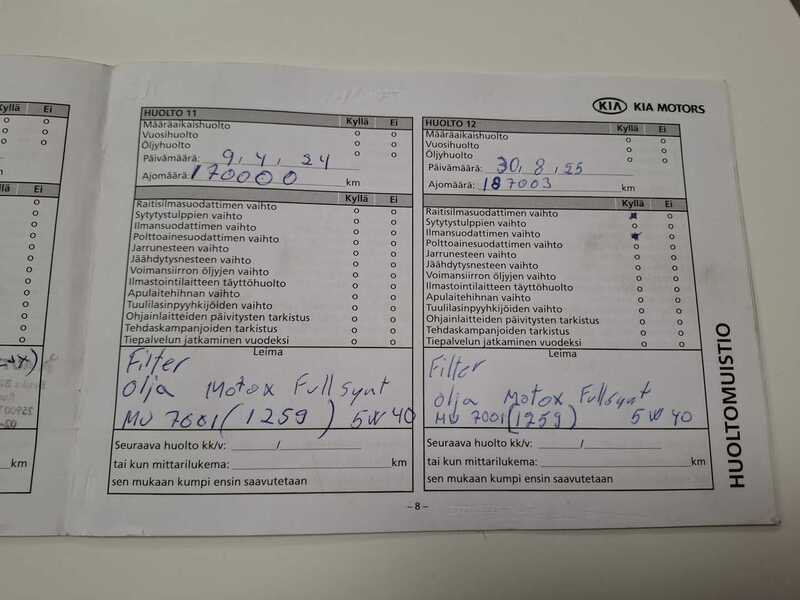 Kyllä Ei
o o
o o
o o
Kyllä Ei
o
o
o
o
o
o
o
o
o
o
o
o
o
km
km
HUOLTO 11 Kyllä Ei
Määräaikaishuolto o o
Vuosihuolto o o
Öljyhuolto o o
Päivämäärä: 9, 4, 24
Ajomäärä: 170000 km
Kyllä Ei
Raitisilmasuodattimen vaihto o o
Sytytystulppien vaihto o o
Ilmansuodattimen vaihto o o
Polttoainesuodattimen vaihto o o
Jarrunesteen vaihto o o
Jäähdytysnesteen vaihto o o
Voimansiirron öljyjen vaihto o o
Ilmastointilaitteen täyttöhuolto o o
Apulaitehihnan vaihto o o
Tuulilasinpyyhkijöiden vaihto o o
Ohjainlaitteiden päivitysten tarkistus o o
Tehdaskampanjoiden tarkistus o o
Tiepalvelun jatkaminen vuodeksi o o
Leima
Filter
Olja Motox Fullsynt
MV 7001 (1259) 5W40
Seuraava huolto kk/v: /
tai kun mittarilukema: km
sen mukaan kumpi ensin saavutetaan
KIA KIA MOTORS
HUOLTO 12 Kyllä Ei
Määräaikaishuolto o o
Vuosihuolto o o
Öljyhuolto o o
Päivämäärä: 30, 8, 25
Ajomäärä: 187003 km
Kyllä Ei
Raitisilmasuodattimen vaihto o
Sytytystulppien vaihto o o
Ilmansuodattimen vaihto o
Polttoainesuodattimen vaihto o o
Jarrunesteen vaihto o o
Jäähdytysnesteen vaihto o o
Voimansiirron öljyjen vaihto o o
Ilmastointilaitteen täyttöhuolto o o
Apulaitehihnan vaihto o o
Tuulilasinpyyhkijöiden vaihto o o
Ohjainlaitteiden päivitysten tarkistus o o
Tehdaskampanjoiden tarkistus o o
Tiepalvelun jatkaminen vuodeksi o o
Leima
Filter
Olja Motox Fullsynt
MV 7001 (1259) 5W40
Seuraava huolto kk/v: /
tai kun mittarilukema: km
sen mukaan kumpi ensin saavutetaan
HUOLTOMUISTIO
– 8 –